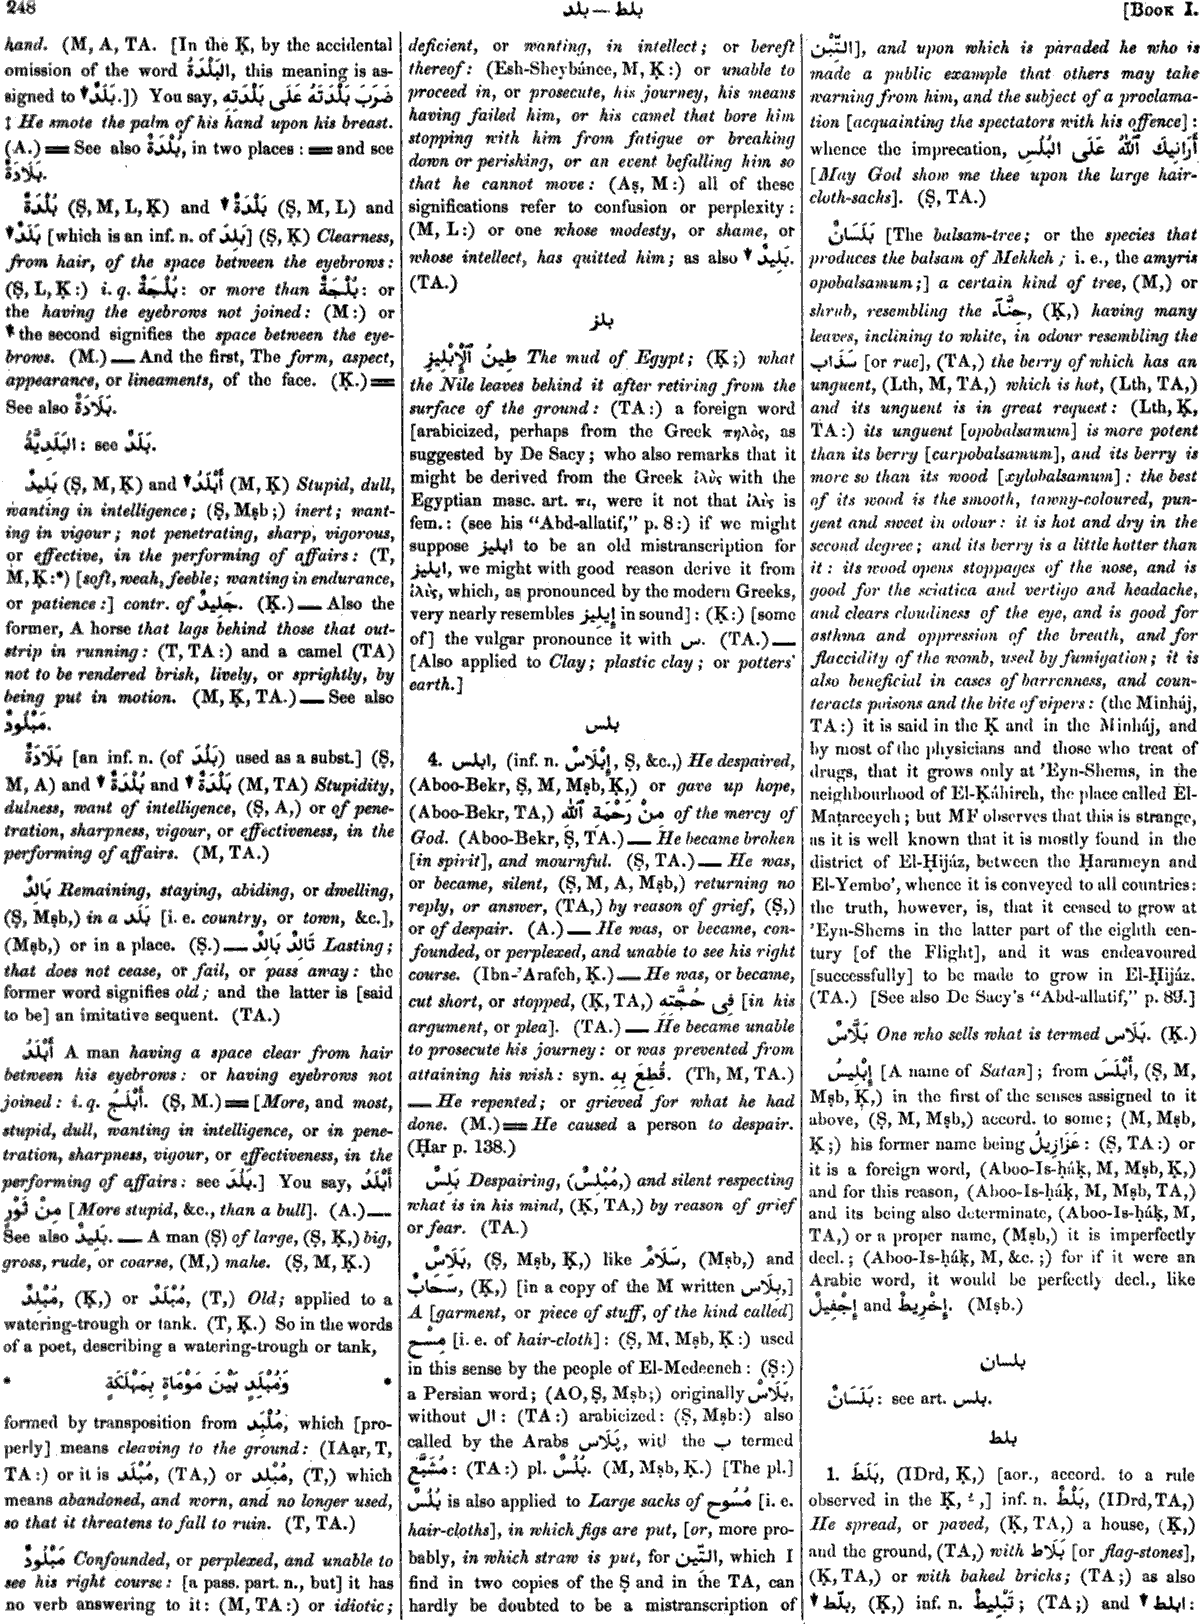 248
بلد — بلط
[Book I.
hand. (M, A, TA. [In the Ḳ, by the accidental
omission of the word البَلْدَةُ, this meaning is as-
signed to ↓ بَلَدٌ.]) You say, ضَرَبَ بَلْدَتَهُ عَلَى بَلْدَتِهِ
‡ He smote the palm of his hand upon his breast.
(A.) ═ See also بُلْدَةٌ, in two places : ═ and see
بَلَادَةٌ.
بُلْدَةٌ (Ṣ, M, L, Ḳ) and ↓ بَلْدَةٌ (Ṣ, M, L) and
↓ بَلَدٌ [which is an inf. n. of بَلِدَ] (Ṣ, Ḳ) Clearness,
from hair, of the space between the eyebrows :
(Ṣ, L, Ḳ :) i. q. بُلْجَةٌ : or more than بُلْجَةٌ : or
the having the eyebrows not joined : (M :) or
↓ the second signifies the space between the eye-
brows. (M.) — And the first, The form, aspect,
appearance, or lineaments, of the face. (Ḳ.) ═
See also بَلَادَةٌ.
البَلَدِيَّةُ : see بَلَدٌ.
بَلِيدٌ (Ṣ, M, Ḳ) and ↓ أَبْلَدُ (M, Ḳ) Stupid, dull,
wanting in intelligence ; (Ṣ, Mṣb ;) inert ; want-
ing in vigour ; not penetrating, sharp, vigorous,
or effective, in the performing of affairs : (T,
M, Ḳ :*) [soft, weak, feeble ; wanting in endurance,
or patience :] contr. of جَلِيدٌ. (Ḳ.) — Also the
former, A horse that lags behind those that out-
strip in running : (T, TA :) and a camel (TA)
not to be rendered brisk, lively, or sprightly, by
being put in motion. (M, Ḳ, TA.) — See also
مَبْلُودٌ.
بَلَادَةٌ [an inf. n. (of بَلُدَ) used as a subst.] (Ṣ,
M, A) and ↓ بُلْدَةٌ and ↓ بَلْدَةٌ (M, TA) Stupidity,
dulness, want of intelligence, (Ṣ, A,) or of pene-
tration, sharpness, vigour, or effectiveness, in the
performing of affairs. (M, TA.)
بَالِدٌ Remaining, staying, abiding, or dwelling,
(Ṣ, Mṣb,) in a بَلَد [i. e. country, or town, &c.],
(Mṣb,) or in a place. (Ṣ.) — تَالِدٌ بَالِدٌ Lasting ;
that does not cease, or fail, or pass away : the
former word signifies old ; and the latter is [said
to be] an imitative sequent. (TA.)
أَبْلَدُ A man having a space clear from hair
between his eyebrows : or having eyebrows not
joined : i. q. أَبْلَجُ. (Ṣ, M.) ═ [More, and most,
stupid, dull, wanting in intelligence, or in pene-
tration, sharpness, vigour, or effectiveness, in the
performing of affairs : see بَلُدَ.] You say, أَبْلَدُ
مِنْ ثَوْرٍ [More stupid, &c., than a bull]. (A.) —
See also بَلِيدٌ. — A man (Ṣ) of large, (Ṣ, Ḳ,) big,
gross, rude, or coarse, (M,) make. (Ṣ, M, Ḳ.)
مُبْلِدٌ, (Ḳ,) or مُبْلَدٌ, (T,) Old ; applied to a
watering-trough or tank. (T, Ḳ.) So in the words
of a poet, describing a watering-trough or tank,
* وَمُبْلَدٍ بَيْنَ مَوْمَاةٍ بِمَهْلَكَةٍ *
formed by transposition from مُلْبَد, which [pro-
perly] means cleaving to the ground : (IAạr, T,
TA :) or it is مُبْلَد, (TA,) or مُبْلِد, (T,) which
means abandoned, and worn, and no longer used,
so that it threatens to fall to ruin. (T, TA.)
مَبْلُودٌ Confounded, or perplexed, and unable to
see his right course : [a pass. part. n., but] it has
no verb answering to it : (M, TA :) or idiotic ;
deficient, or wanting, in intellect ; or bereft
thereof : (Esh-Sheybánee, M, Ḳ :) or unable to
proceed in, or prosecute, his journey, his means
having failed him, or his camel that bore him
stopping with him from fatigue or breaking
down or perishing, or an event befalling him so
that he cannot move : (Aṣ, M :) all of these
significations refer to confusion or perplexity :
(M, L :) or one whose modesty, or shame, or
whose intellect, has quitted him ; as also ↓ بَلِيدٌ.
(TA.)
بلز
طِينُ ٱلْإِبْلِيزِ The mud of Egypt ; (Ḳ ;) what
the Nile leaves behind it after retiring from the
surface of the ground : (TA :) a foreign word
[arabicized, perhaps from the Greek πηλὸς, as
suggested by De Sacy ; who also remarks that it
might be derived from the Greek ἰλὺς with the
Egyptian masc. art. πι, were it not that ἰλὺς is
fem. : (see his “Abd-allatif,” p. 8 :) if we might
suppose ابليز to be an old mistranscription for
ايليز, we might with good reason derive it from
ἰλὺς, which, as pronounced by the modern Greeks,
very nearly resembles إِيلِيز in sound] : (Ḳ :) [some
of] the vulgar pronounce it with س. (TA.) —
[Also applied to Clay ; plastic clay ; or potters'
earth.]
بلس
4. ابلس, (inf. n. إِبْلَاسٌ, Ṣ, &c.,) He despaired,
(Aboo-Bekr, Ṣ, M, Mṣb, Ḳ,) or gave up hope,
(Aboo-Bekr, TA,) مِنْ رَحْمَةِ ٱللّٰهِ of the mercy of
God. (Aboo-Bekr, Ṣ, TA.) — He became broken
[in spirit], and mournful. (Ṣ, TA.) — He was,
or became, silent, (Ṣ, M, A, Mṣb,) returning no
reply, or answer, (TA,) by reason of grief, (Ṣ,)
or of despair. (A.) — He was, or became, con-
founded, or perplexed, and unable to see his right
course. (Ibn-'Arafeh, Ḳ.) — He was, or became,
cut short, or stopped, (Ḳ, TA,) فِى حُجَّتِهِ [in his
argument, or plea]. (TA.) — He became unable
to prosecute his journey : or was prevented from
attaining his wish : syn. قُطِعَ بِهِ. (Th, M, TA.)
— He repented ; or grieved for what he had
done. (M.) ═ He caused a person to despair.
(Ḥar p. 138.)
بَلِسٌ Despairing, (مُبْلِسٌ,) and silent respecting
what is in his mind, (Ḳ, TA,) by reason of grief
or fear. (TA.)
بَلَاسٌ, (Ṣ, Mṣb, Ḳ,) like سَلَامٌ, (Mṣb,) and
سَحَابٌ, (Ḳ,) [in a copy of the M written بِلَاس,]
A [garment, or piece of stuff, of the kind called]
مِسْح [i. e. of hair-cloth] : (Ṣ, M, Mṣb, Ḳ :) used
in this sense by the people of El-Medeeneh : (Ṣ :)
a Persian word ; (AO, Ṣ, Mṣb ;) originally پَلَاسْ,
without ال : (TA :) arabicized : (Ṣ, Mṣb :) also
called by the Arabs پَلَاس, with the ب termed
مُشَبَّع : (TA :) pl. بُلُسٌ. (M, Mṣb, Ḳ.) [The pl.]
بُلُسٌ is also applied to Large sacks of مُسُوح [i. e.
hair-cloths], in which figs are put, [or, more pro-
bably, in which straw is put, for التِّين, which I
find in two copies of the Ṣ and in the TA, can
hardly be doubted to be a mistranscription of
التِّبْن], and upon which is paraded he who is
made a public example that others may take
warning from him, and the subject of a proclama-
tion [acquainting the spectators with his offence] :
whence the imprecation, أَرَانِيكَ ٱللّٰهُ عَلَى البُلُسِ
[May God show me thee upon the large hair-
cloth-sacks]. (Ṣ, TA.)
بَلَسَانٌ [The balsam-tree ; or the species that
produces the balsam of Mekkeh ; i. e., the amyris
opobalsamum ;] a certain kind of tree, (M,) or
shrub, resembling the حِنَّآء, (Ḳ,) having many
leaves, inclining to white, in odour resembling the
سَذَاب [or rue], (TA,) the berry of which has an
unguent, (Lth, M, TA,) which is hot, (Lth, TA,)
and its unguent is in great request : (Lth, Ḳ,
TA :) its unguent [opobalsamum] is more potent
than its berry [carpobalsamum], and its berry is
more so than its wood [xylobalsamum] : the best
of its wood is the smooth, tawny-coloured, pun-
gent and sweet in odour : it is hot and dry in the
second degree ; and its berry is a little hotter than
it : its wood opens stoppages of the nose, and is
good for the sciatica and vertigo and headache,
and clears cloudiness of the eye, and is good for
asthma and oppression of the breath, and for
flaccidity of the womb, used by fumigation ; it is
also beneficial in cases of barrenness, and coun-
teracts poisons and the bite of vipers : (the Minháj,
TA :) it is said in the Ḳ and in the Minháj, and
by most of the physicians and those who treat of
drugs, that it grows only at 'Eyn-Shems, in the
neighbourhood of El-Ḳáhireh, the place called El-
Maṭareeyeh ; but MF observes that this is strange,
as it is well known that it is mostly found in the
district of El-Ḥijáz, between the Ḥarameyn and
El-Yembo', whence it is conveyed to all countries :
the truth, however, is, that it ceased to grow at
'Eyn-Shems in the latter part of the eighth cen-
tury [of the Flight], and it was endeavoured
[successfully] to be made to grow in El-Ḥijáz.
(TA.) [See also De Sacy's “Abd-allatif,” p. 89.]
بَلَّاسٌ One who sells what is termed بَلَاس. (Ḳ.)
إِبْلِيسُ [A name of Satan] ; from أَبْلَسَ, (Ṣ, M,
Mṣb, Ḳ,) in the first of the senses assigned to it
above, (Ṣ, M, Mṣb,) accord. to some ; (M, Mṣb,
Ḳ ;) his former name being عَزَازِيلُ : (Ṣ, TA :) or
it is a foreign word, (Aboo-Is-ḥáḳ, M, Mṣb, Ḳ,)
and for this reason, (Aboo-Is-ḥáḳ, M, Mṣb, TA,)
and its being also determinate, (Aboo-Is-ḥáḳ, M,
TA,) or a proper name, (Mṣb,) it is imperfectly
decl. ; (Aboo-Is-ḥáḳ, M, &c. ;) for if it were an
Arabic word, it would be perfectly decl., like
إِجْفِيلٌ and إِخْرِيطٌ. (Mṣb.)
بلسان
بَلَسَانٌ : see art. بلس.
بلط
1. بَلَطَ, (IDrd, Ḳ,) [aor., accord. to a rule
observed in the Ḳ, ـُ ,] inf. n. بَلْطٌ, (IDrd, TA,)
He spread, or paved, (Ḳ, TA,) a house, (Ḳ,)
and the ground, (TA,) with بَلَاط [or flag-stones],
(Ḳ, TA,) or with baked bricks ; (TA ;) as also
↓ بلّط, (Ḳ,) inf. n. تَبْلِيطٌ ; (TA ;) and ↓ ابلط :